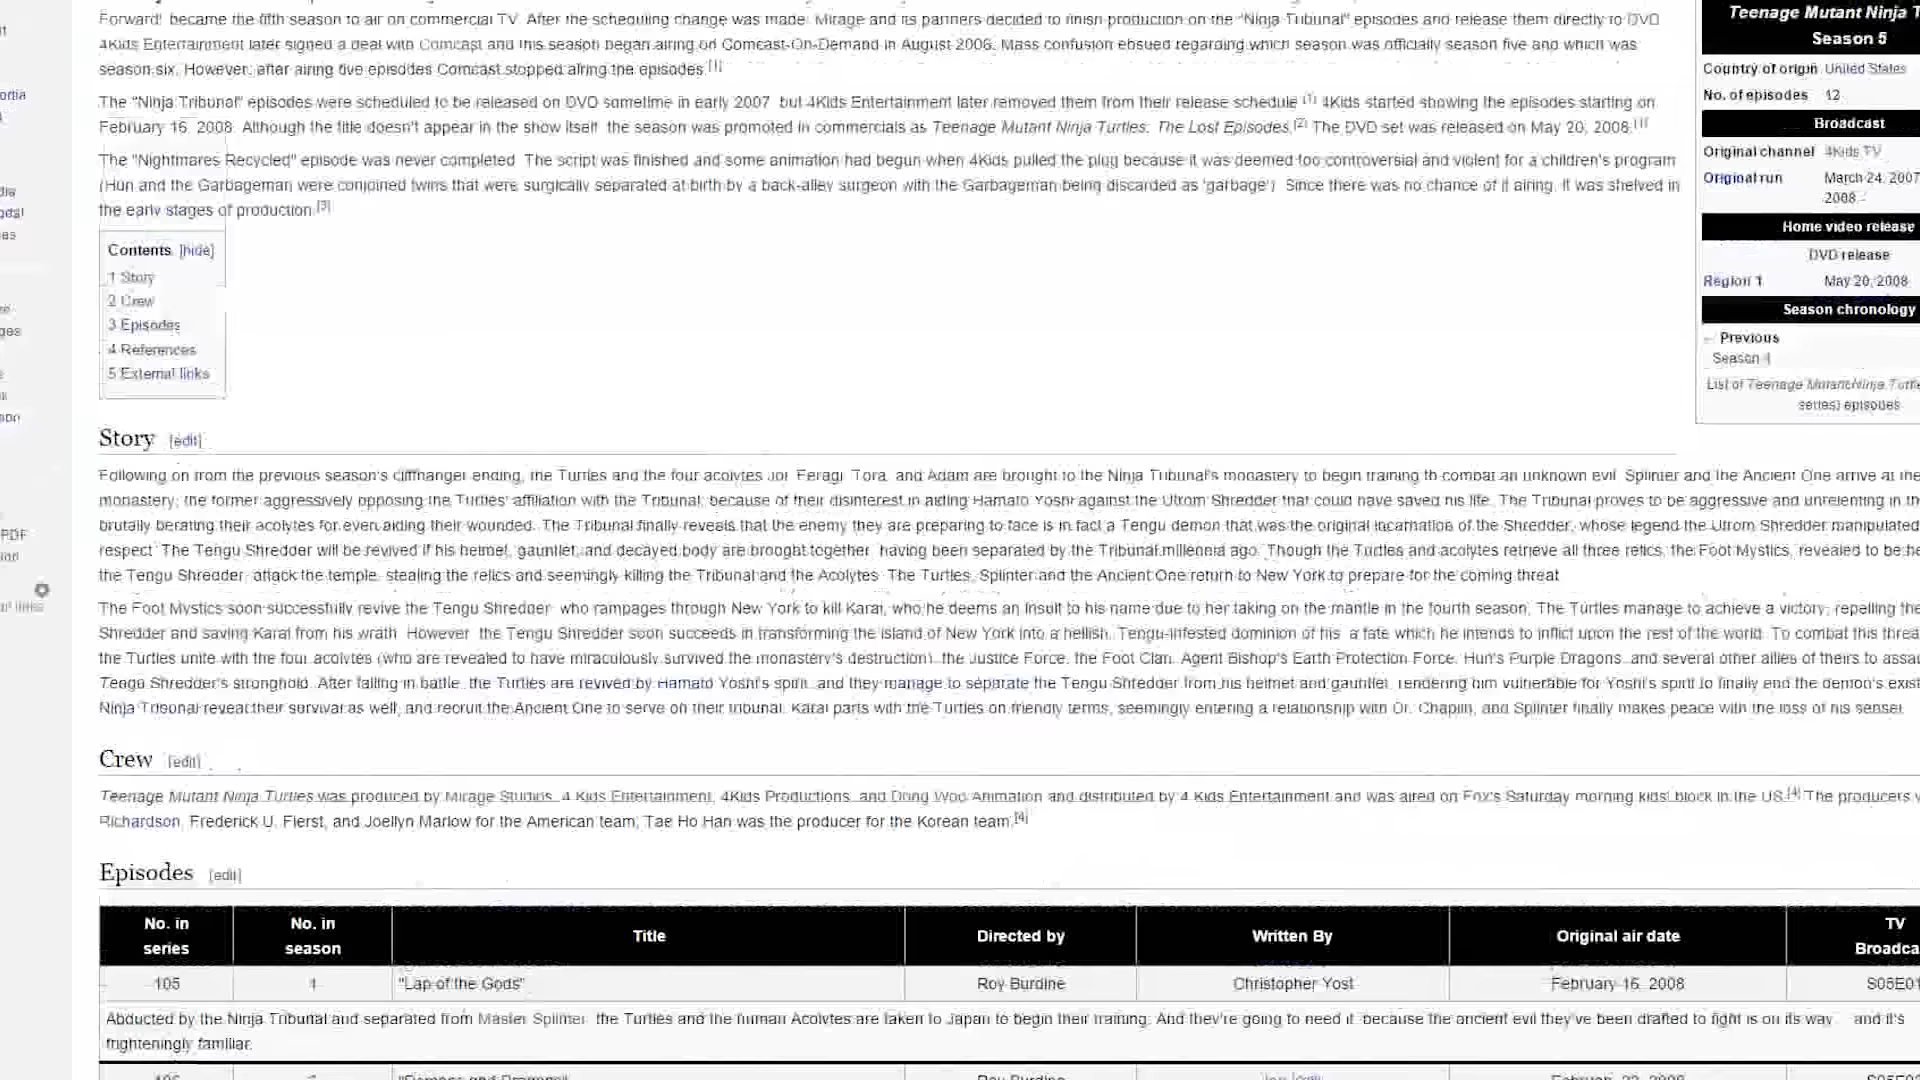 Forward! became the fifth season to air on commercial TV. After the scheduling change was made, Mirage and its partners decided to finish production on the "Ninja Tribunal" episodes and release them directly to DVD
4Kids Entertainment later signed a deal with Comcast and this season began airing on Comcast-On-Demand in August 2006. Mass confusion ebsued regarding which season was officially season five and which was
season six. However, after airing five episodes Comcast stopped airing the episodes.[1]
The "Ninja Tribunal" episodes were scheduled to be released on DVD sometime in early 2007, but 4Kids Entertainment later removed them from their release schedule.[1] 4Kids started showing the episodes starting on
February 16, 2008. Although the title doesn't appear in the show itself, the season was promoted in commercials as Teenage Mutant Ninja Turtles: The Lost Episodes.[2] The DVD set was released on May 20, 2008.[1]
The "Nightmares Recycled" episode was never completed. The script was finished and some animation had begun when 4Kids pulled the plug because it was deemed too controversial and violent for a children's program
(Hun and the Garbageman were conjoined twins that were surgically separated at birth by a back-alley surgeon with the Garbageman being discarded as 'garbage'). Since there was no chance of it airing, it was shelved in
the early stages of production.[3]
Contents [hide]
1 Story
2 Crew
3 Episodes
4 References
5 External links
Teenage Mutant Ninja T
Season 5
Country of origin United States
No. of episodes 12
Broadcast
Original channel 4Kids TV
Original run March 24, 2007
2008
Home video release
DVD release
Region 1 May 20, 2008
Season chronology
← Previous
Season 4
List of Teenage Mutant Ninja Turtle
series) episodes
Story [edit]
Following on from the previous season's cliffhanger ending, the Turtles and the four acolytes Joi, Faraji, Tora, and Adam are brought to the Ninja Tribunal's monastery to begin training to combat an unknown evil. Splinter and the Ancient One arrive at the
monastery, the former aggressively opposing the Turtles' affiliation with the Tribunal, because of their disinterest in aiding Hamato Yoshi against the Utrom Shredder that could have saved his life. The Tribunal proves to be aggressive and unrelenting in th
brutally berating their acolytes for even aiding their wounded. The Tribunal finally reveals that the enemy they are preparing to face is in fact a Tengu demon that was the original incarnation of the Shredder, whose legend the Utrom Shredder manipulated
respect. The Tengu Shredder will be revived if his helmet, gauntlet, and decayed body are brought together, having been separated by the Tribunal millennia ago. Though the Turtles and acolytes retrieve all three relics, the Foot Mystics, revealed to be he
the Tengu Shredder, attack the temple, stealing the relics and seemingly killing the Tribunal and the Acolytes. The Turtles, Splinter and the Ancient One return to New York to prepare for the coming threat.
The Foot Mystics soon successfully revive the Tengu Shredder, who rampages through New York to kill Karai, who he deems an insult to his name due to her taking on the mantle in the fourth season. The Turtles manage to achieve a victory, repelling the
Shredder and saving Karai from his wrath. However, the Tengu Shredder soon succeeds in transforming the island of New York into a hellish, Tengu-infested dominion of his, a fate which he intends to inflict upon the rest of the world. To combat this threa
the Turtles unite with the four acolytes (who are revealed to have miraculously survived the monastery's destruction), the Justice Force, the Foot Clan, Agent Bishop's Earth Protection Force, Hun's Purple Dragons, and several other allies of theirs to assau
Tengu Shredder's stronghold. After falling in battle, the Turtles are revived by Hamato Yoshi's spirit, and they manage to separate the Tengu Shredder from his helmet and gauntlet, rendering him vulnerable for Yoshi's spirit to finally end the demon's exist
Ninja Tribunal reveal their survival as well, and recruit the Ancient One to serve on their tribunal. Karai parts with the Turtles on friendly terms, seemingly entering a relationship with Dr. Chaplin, and Splinter finally makes peace with the loss of his sensei.
Crew [edit]
Teenage Mutant Ninja Turtles was produced by Mirage Studios, 4 Kids Entertainment, 4Kids Productions, and Dong Woo Animation and distributed by 4 Kids Entertainment and was aired on Fox's Saturday morning kids' block in the US.[4] The producers w
Richardson, Frederick U. Fierst, and Joellyn Marlow for the American team; Tae Ho Han was the producer for the Korean team.[4]
Episodes [edit]
No. in series No. in season Title Directed by Written By Original air date TV Broadca
105 1 "Lap of the Gods" Roy Burdine Christopher Yost February 16, 2008 S05E01
Abducted by the Ninja Tribunal and separated from Master Splinter, the Turtles and the human Acolytes are taken to Japan to begin their training. And they're going to need it, because the ancient evil they've been drafted to fight is on its way... and it's
frighteningly familiar.